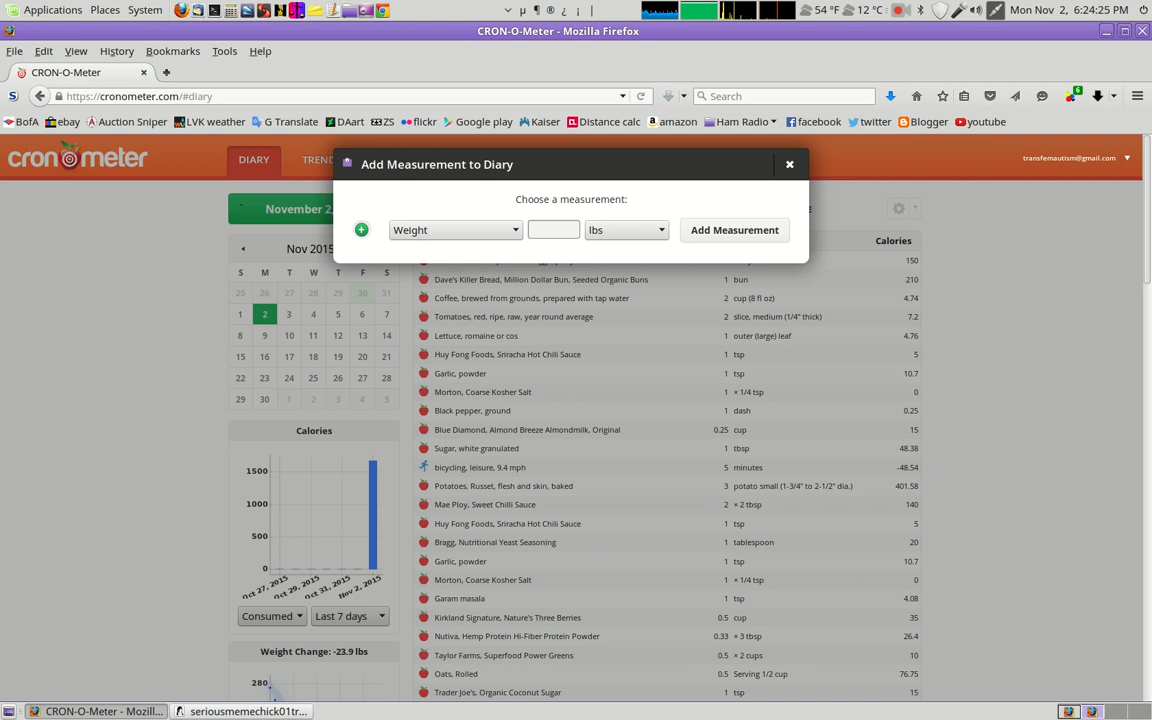 Applications Places System
54 °F 12 °C Mon Nov 2, 6:24:25 PM
CRON-O-Meter - Mozilla Firefox
File Edit View History Bookmarks Tools Help
CRON-O-Meter
https://cronometer.com/#diary
Search
6
BofA ebay Auction Sniper LVK weather G Translate DAart ZS flickr Google play Kaiser Distance calc amazon Ham Radio facebook twitter Blogger youtube
cronometer DIARY TREND
transfemautism@gmail.com
Add Measurement to Diary
Choose a measurement:
Weight lbs Add Measurement
November 2,
Nov 2015
S M T W T F S
25 26 27 28 29 30 31
1 2 3 4 5 6 7
8 9 10 11 12 13 14
15 16 17 18 19 20 21
22 23 24 25 26 27 28
29 30 1 2 3 4 5
Calories
1500
1000
500
0
Oct 27, 2015 Oct 29, 2015 Oct 31, 2015 Nov 2, 2015
Consumed Last 7 days
Weight Change: -23.9 lbs
280
Calories
150
Dave's Killer Bread, Million Dollar Bun, Seeded Organic Buns 1 bun 210
Coffee, brewed from grounds, prepared with tap water 2 cup (8 fl oz) 4.74
Tomatoes, red, ripe, raw, year round average 2 slice, medium (1/4" thick) 7.2
Lettuce, romaine or cos 1 outer (large) leaf 4.76
Huy Fong Foods, Sriracha Hot Chili Sauce 1 tsp 5
Garlic, powder 1 tsp 10.7
Morton, Coarse Kosher Salt 1 × 1/4 tsp 0
Black pepper, ground 1 dash 0.25
Blue Diamond, Almond Breeze Almondmilk, Original 0.25 cup 15
Sugar, white granulated 1 tbsp 48.38
bicycling, leisure, 9.4 mph 5 minutes -48.54
Potatoes, Russet, flesh and skin, baked 3 potato small (1-3/4" to 2-1/2" dia.) 401.58
Mae Ploy, Sweet Chilli Sauce 2 × 2 tbsp 140
Huy Fong Foods, Sriracha Hot Chili Sauce 1 tsp 5
Bragg, Nutritional Yeast Seasoning 1 tablespoon 20
Garlic, powder 1 tsp 10.7
Morton, Coarse Kosher Salt 1 × 1/4 tsp 0
Garam masala 1 tsp 4.08
Kirkland Signature, Nature's Three Berries 0.5 cup 35
Nutiva, Hemp Protein Hi-Fiber Protein Powder 0.33 × 3 tbsp 26.4
Taylor Farms, Superfood Power Greens 0.5 × 2 cups 10
Oats, Rolled 0.5 Serving 1/2 cup 76.75
Trader Joe's, Organic Coconut Sugar 1 tsp 15
CRON-O-Meter - Mozill... seriousmemechick01tr...